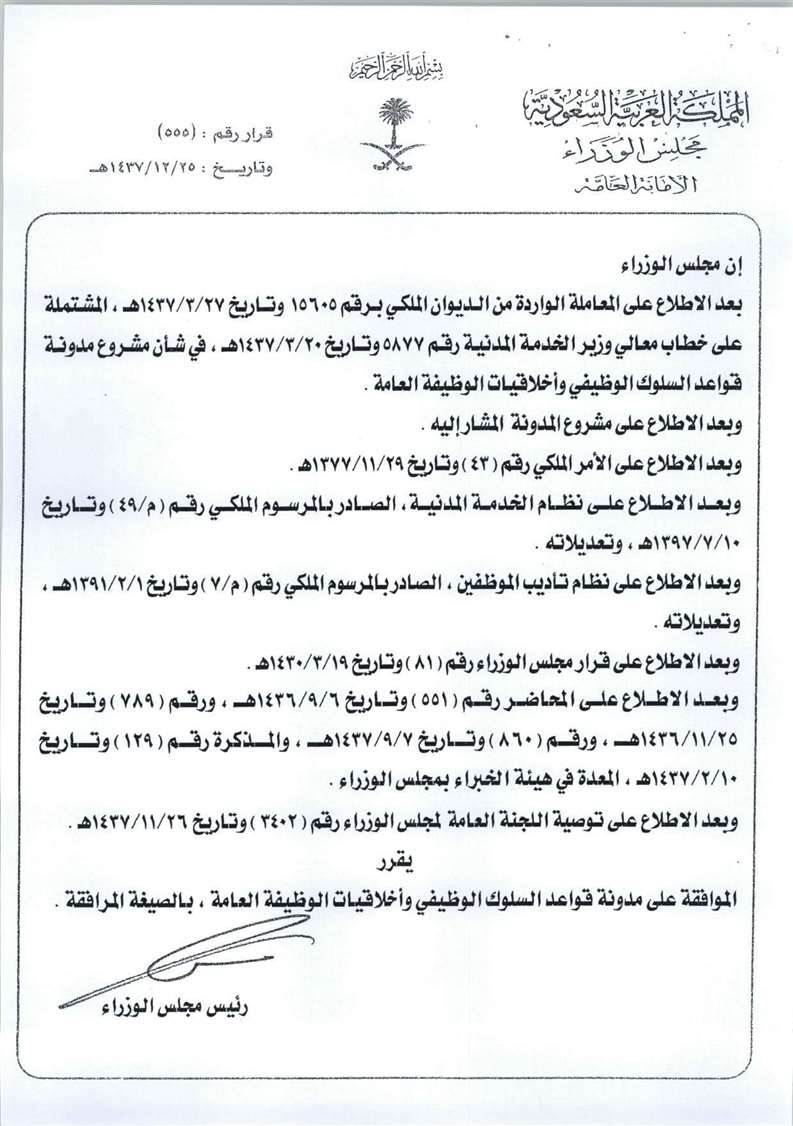 بسم الله الرحمن الرحيم
المملكة العربية السعودية
مجلس الوزراء
الأمانة العامة
قرار رقم : (٥٥٥)
وتاريخ : ١٤٣٧/١٢/٢٥هـ
إن مجلس الوزراء
بعد الاطلاع على المعاملة الواردة من الديوان الملكي برقم ١٥٦٠٥ وتاريخ ١٤٣٧/٣/٢٧هـ ، المشتملة
على خطاب معالي وزير الخدمة المدنية رقم ٥٨٧٧ وتاريخ ١٤٣٧/٣/٢٠هـ ، في شأن مشروع مدونة
قواعد السلوك الوظيفي وأخلاقيات الوظيفة العامة .
وبعد الاطلاع على مشروع المدونة المشار إليه .
وبعد الاطلاع على الأمر الملكي رقم (٤٣) وتاريخ ١٣٧٧/١١/٢٩هـ .
وبعد الاطلاع على نظام الخدمة المدنية ، الصادر بالمرسوم الملكي رقم (م/٤٩) وتاريخ
١٣٩٧/٧/١٠هـ ، وتعديلاته .
وبعد الاطلاع على نظام تأديب الموظفين ، الصادر بالمرسوم الملكي رقم (م/٧) وتاريخ ١٣٩١/٢/١هـ ،
وتعديلاته .
وبعد الاطلاع على قرار مجلس الوزراء رقم (٨١) وتاريخ ١٤٣٠/٣/١٩هـ .
وبعد الاطلاع على المحاضر رقم (٥٥١) وتاريخ ١٤٣٦/٩/٦هـ ، ورقم (٧٨٩) وتاريخ
١٤٣٦/١١/٢٥هـ ، ورقم (٨٦٠) وتاريخ ١٤٣٧/٩/٧هـ ، والمذكرة رقم (١٢٩) وتاريخ
١٤٣٧/٢/١٠هـ ، المعدة في هيئة الخبراء بمجلس الوزراء .
وبعد الاطلاع على توصية اللجنة العامة لمجلس الوزراء رقم (٣٤٠٢) وتاريخ ١٤٣٧/١١/٢٦هـ .
يقرر
الموافقة على مدونة قواعد السلوك الوظيفي وأخلاقيات الوظيفة العامة ، بالصيغة المرافقة .
رئيس مجلس الوزراء